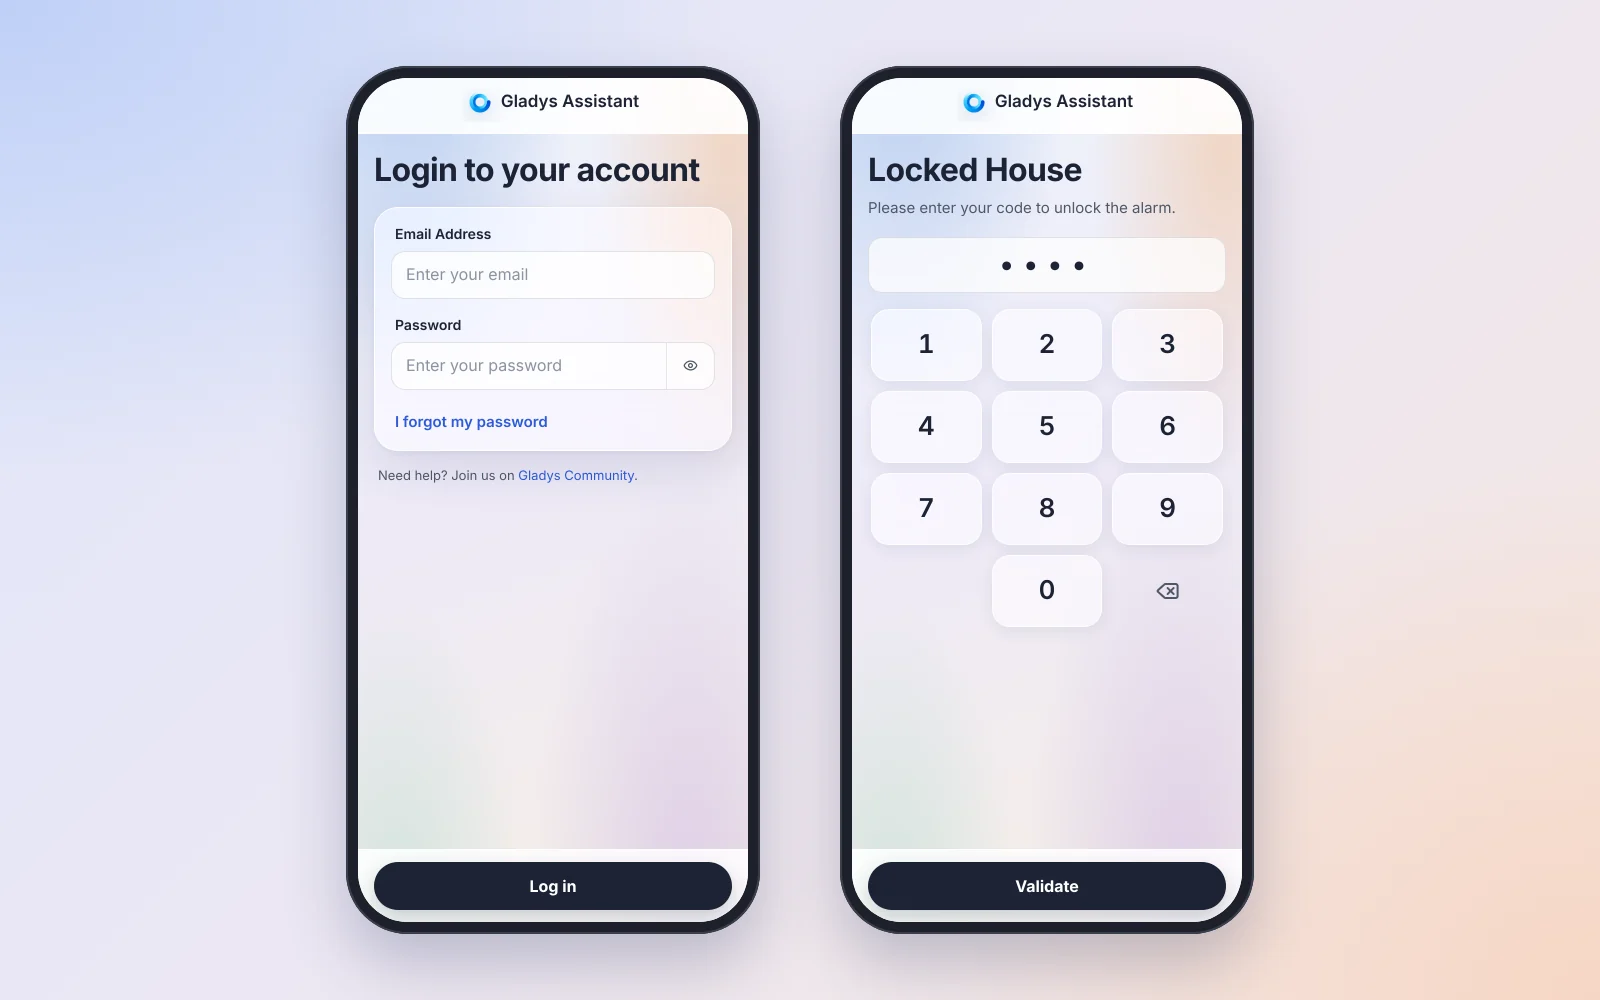 Gladys Assistant
Login to your account
Email Address
Enter your email
Password
Enter your password
I forgot my password
Need help? Join us on Gladys Community.
Log in
Gladys Assistant
Locked House
Please enter your code to unlock the alarm.
1 2 3
4 5 6
7 8 9
0
Validate